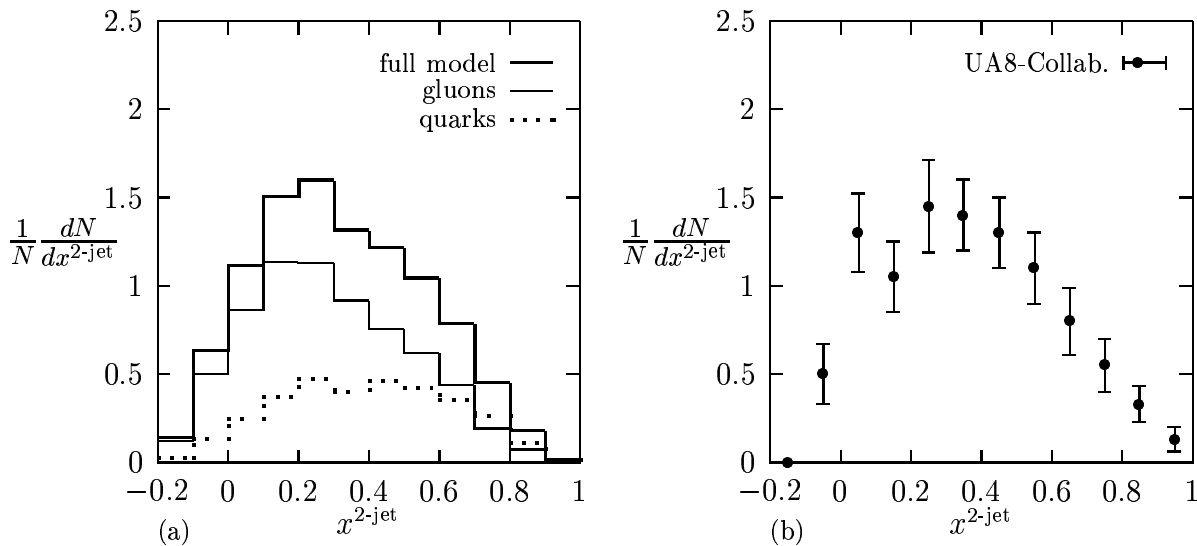 2.5
2
1.5
1
0.5
0
1/N dN/dx^{2-jet}
full model
gluons
quarks
−0.2 0 0.2 0.4 0.6 0.8 1
x^{2-jet}
(a)
2.5
2
1.5
1
0.5
0
1/N dN/dx^{2-jet}
UA8-Collab.
−0.2 0 0.2 0.4 0.6 0.8 1
x^{2-jet}
(b)